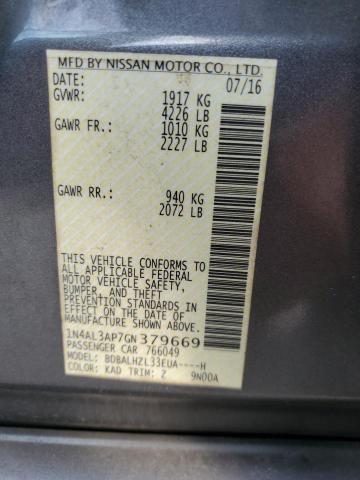 MFD BY NISSAN MOTOR CO., LTD.
DATE: 07/16
GVWR: 1917 KG
4226 LB
GAWR FR.: 1010 KG
2227 LB
GAWR RR.: 940 KG
2072 LB
THIS VEHICLE CONFORMS TO
ALL APPLICABLE FEDERAL
MOTOR VEHICLE SAFETY,
BUMPER, AND THEFT
PREVENTION STANDARDS IN
EFFECT ON THE DATE OF
MANUFACTURE SHOWN ABOVE.
1N4AL3AP7GN379669
PASSENGER CAR 766049
MODEL: BDBALHZL33EUA----H
COLOR: KAD TRIM: Z 9N00A